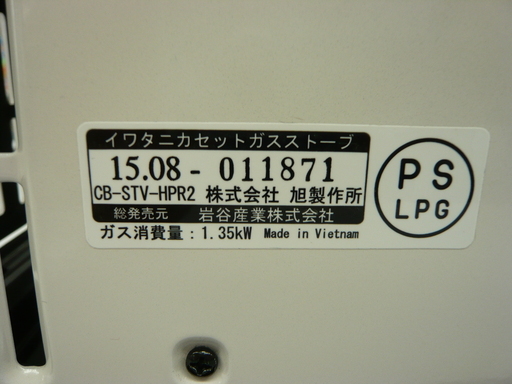 イワタニカセットガスストーブ
15.08 - 011871
CB-STV-HPR2 株式会社 旭製作所
総発売元 岩谷産業株式会社
ガス消費量 : 1.35kW Made in Vietnam
PS
LPG